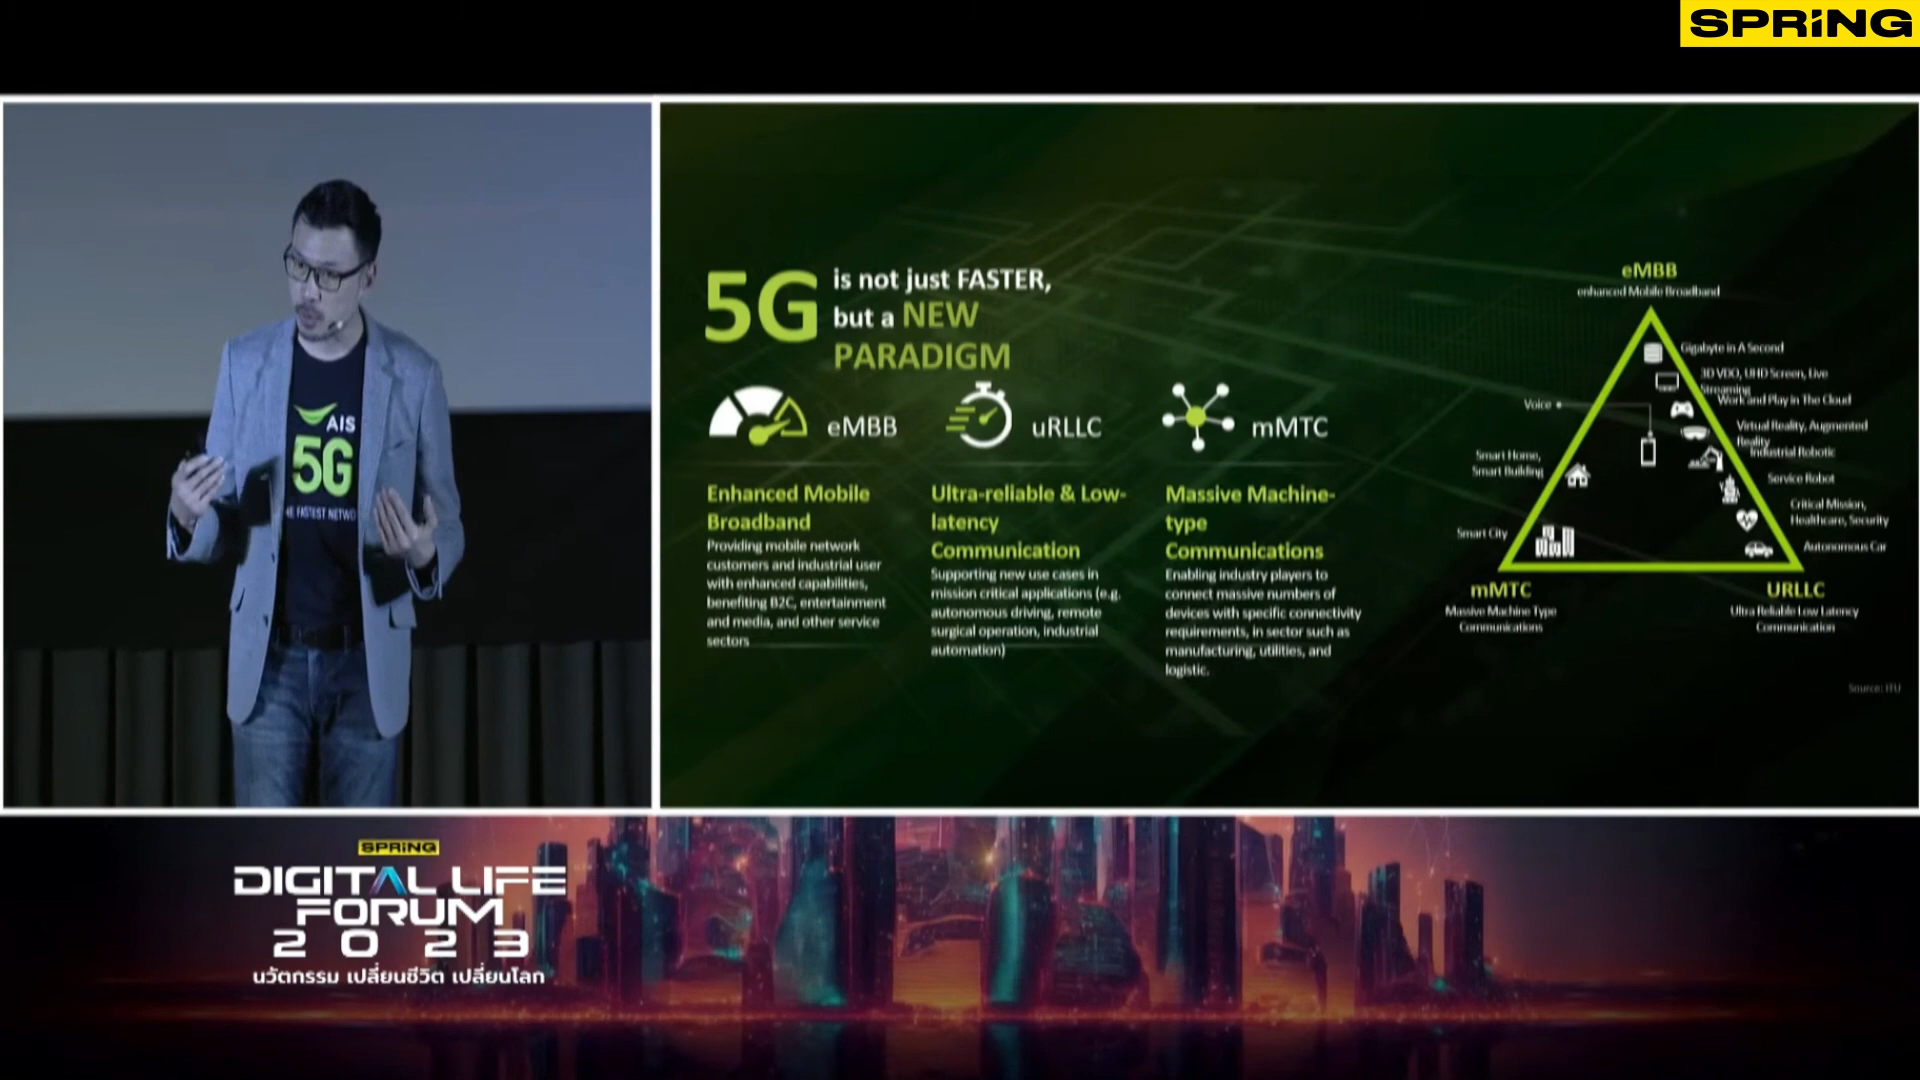 SPRiNG
AIS
5G
HE FASTEST NETWO
5G
is not just FASTER,
but a NEW
PARADIGM
eMBB
uRLLC
mMTC
Enhanced Mobile
Broadband
Providing mobile network
customers and industrial user
with enhanced capabilities,
benefiting B2C, entertainment
and media, and other service
sectors
Ultra-reliable & Low-
latency
Communication
Supporting new use cases in
mission critical applications (e.g.
autonomous driving, remote
surgical operation, industrial
automation)
Massive Machine-
type
Communications
Enabling industry players to
connect massive numbers of
devices with specific connectivity
requirements, in sector such as
manufacturing, utilities, and
logistic.
eMBB
enhanced Mobile Broadband
Gigabyte in A Second
3D VDO, UHD Screen, Live
Streaming
Work and Play in The Cloud
Voice
Virtual Reality, Augmented
Reality
Industrial Robotic
Smart Home,
Smart Building
Service Robot
Critical Mission,
Healthcare, Security
Smart City
Autonomous Car
mMTC
Massive Machine Type
Communications
URLLC
Ultra Reliable Low Latency
Communication
Source: ITU
SPRiNG
DIGITAL LIFE
FORUM
2023
นวัตกรรม เปลี่ยนชีวิต เปลี่ยนโลก